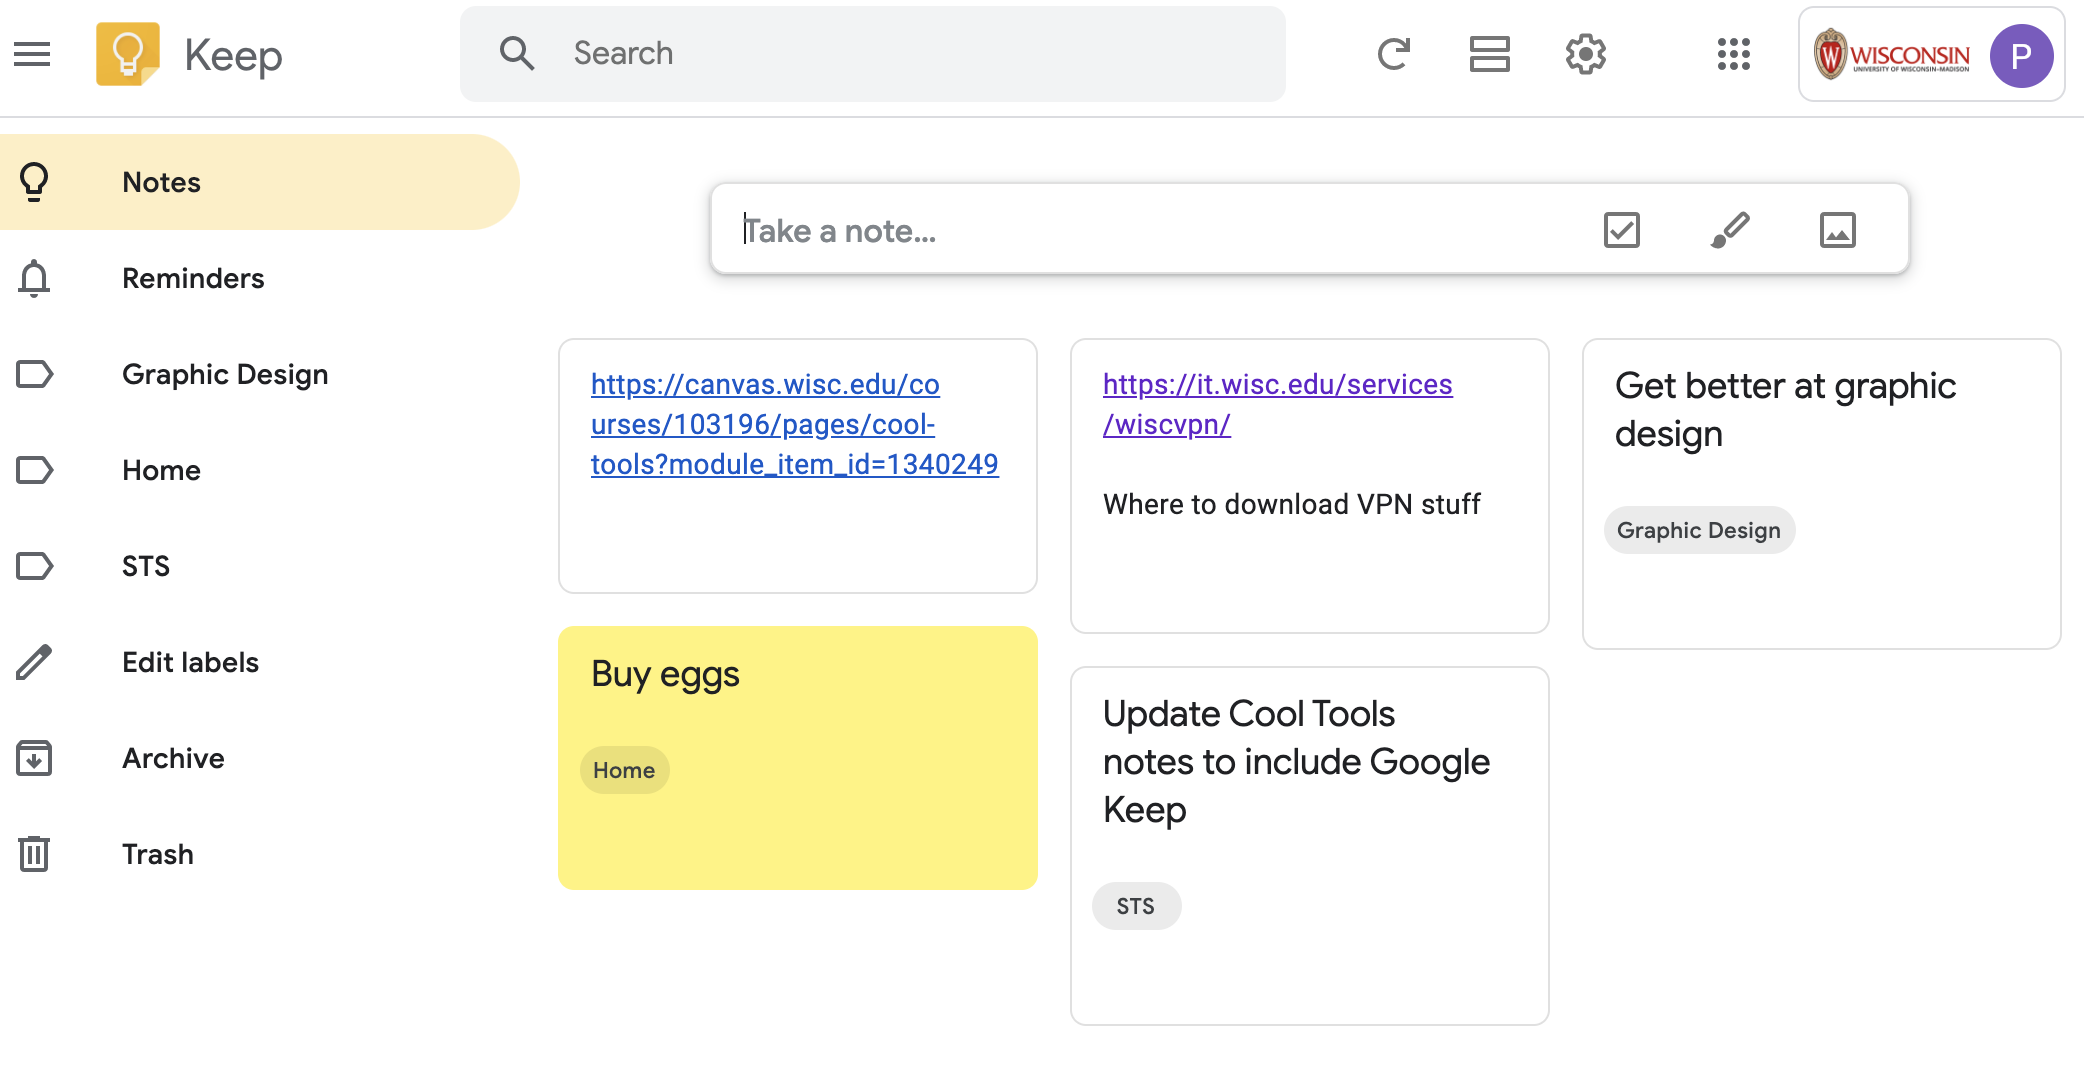 Keep
Search
WISCONSIN
UNIVERSITY OF WISCONSIN–MADISON
W
P
Notes
Reminders
Graphic Design
Home
STS
Edit labels
Archive
Trash
Take a note...
https://canvas.wisc.edu/co
urses/103196/pages/cool-
tools?module_item_id=1340249
Buy eggs
Home
https://it.wisc.edu/services
/wiscvpn/
Where to download VPN stuff
Update Cool Tools
notes to include Google
Keep
STS
Get better at graphic
design
Graphic Design